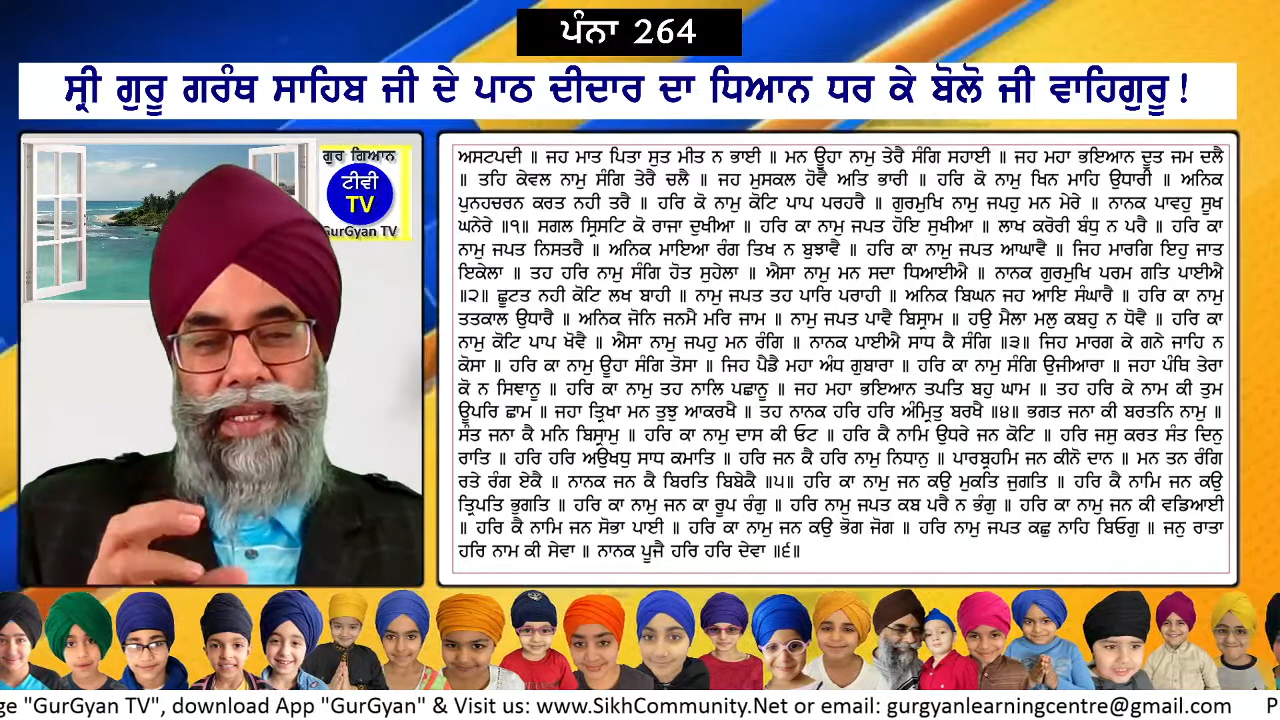 ਪੰਨਾ 264
ਸ੍ਰੀ ਗੁਰੂ ਗਰੰਥ ਸਾਹਿਬ ਜੀ ਦੇ ਪਾਠ ਦੀਦਾਰ ਦਾ ਧਿਆਨ ਧਰ ਕੇ ਬੋਲੋ ਜੀ ਵਾਹਿਗੁਰੂ !
ਗੁਰ ਗਿਆਨ
ਟੀਵੀ
TV
GurGyan TV
ਅਸਟਪਦੀ ॥ ਜਹ ਮਾਤ ਪਿਤਾ ਸੁਤ ਮੀਤ ਨ ਭਾਈ ॥ ਮਨ ਊਹਾ ਨਾਮੁ ਤੇਰੈ ਸੰਗਿ ਸਹਾਈ ॥ ਜਹ ਮਹਾ ਭਇਆਨ ਦੂਤ ਜਮ ਦਲੈ
॥ ਤਹਿ ਕੇਵਲ ਨਾਮੁ ਸੰਗਿ ਤੇਰੈ ਚਲੈ ॥ ਜਹ ਮੁਸਕਲ ਹੋਵੈ ਅਤਿ ਭਾਰੀ ॥ ਹਰਿ ਕੋ ਨਾਮੁ ਖਿਨ ਮਾਹਿ ਉਧਾਰੀ ॥ ਅਨਿਕ
ਪੁਨਹਚਰਨ ਕਰਤ ਨਹੀ ਤਰੈ ॥ ਹਰਿ ਕੋ ਨਾਮੁ ਕੋਟਿ ਪਾਪ ਪਰਹਰੈ ॥ ਗੁਰਮੁਖਿ ਨਾਮੁ ਜਪਹੁ ਮਨ ਮੇਰੇ ॥ ਨਾਨਕ ਪਾਵਹੁ ਸੂਖ
ਘਨੇਰੇ ॥੧॥ ਸਗਲ ਸ੍ਰਿਸਟਿ ਕੋ ਰਾਜਾ ਦੁਖੀਆ ॥ ਹਰਿ ਕਾ ਨਾਮੁ ਜਪਤ ਹੋਇ ਸੁਖੀਆ ॥ ਲਾਖ ਕਰੋਰੀ ਬੰਧੁ ਨ ਪਰੈ ॥ ਹਰਿ ਕਾ
ਨਾਮੁ ਜਪਤ ਨਿਸਤਰੈ ॥ ਅਨਿਕ ਮਾਇਆ ਰੰਗ ਤਿਖ ਨ ਬੁਝਾਵੈ ॥ ਹਰਿ ਕਾ ਨਾਮੁ ਜਪਤ ਆਘਾਵੈ ॥ ਜਿਹ ਮਾਰਗਿ ਇਹੁ ਜਾਤ
ਇਕੇਲਾ ॥ ਤਹ ਹਰਿ ਨਾਮੁ ਸੰਗਿ ਹੋਤ ਸੁਹੇਲਾ ॥ ਐਸਾ ਨਾਮੁ ਮਨ ਸਦਾ ਧਿਆਈਐ ॥ ਨਾਨਕ ਗੁਰਮੁਖਿ ਪਰਮ ਗਤਿ ਪਾਈਐ
॥੨॥ ਛੂਟਤ ਨਹੀ ਕੋਟਿ ਲਖ ਬਾਹੀ ॥ ਨਾਮੁ ਜਪਤ ਤਹ ਪਾਰਿ ਪਰਾਹੀ ॥ ਅਨਿਕ ਬਿਘਨ ਜਹ ਆਇ ਸੰਘਾਰੈ ॥ ਹਰਿ ਕਾ ਨਾਮੁ
ਤਤਕਾਲ ਉਧਾਰੈ ॥ ਅਨਿਕ ਜੋਨਿ ਜਨਮੈ ਮਰਿ ਜਾਮ ॥ ਨਾਮੁ ਜਪਤ ਪਾਵੈ ਬਿਸ੍ਰਾਮ ॥ ਹਉ ਮੈਲਾ ਮਲੁ ਕਬਹੁ ਨ ਧੋਵੈ ॥ ਹਰਿ ਕਾ
ਨਾਮੁ ਕੋਟਿ ਪਾਪ ਖੋਵੈ ॥ ਐਸਾ ਨਾਮੁ ਜਪਹੁ ਮਨ ਰੰਗਿ ॥ ਨਾਨਕ ਪਾਈਐ ਸਾਧ ਕੈ ਸੰਗਿ ॥੩॥ ਜਿਹ ਮਾਰਗ ਕੇ ਗਨੇ ਜਾਹਿ ਨ
ਕੋਸਾ ॥ ਹਰਿ ਕਾ ਨਾਮੁ ਊਹਾ ਸੰਗਿ ਤੋਸਾ ॥ ਜਿਹ ਪੈਡੈ ਮਹਾ ਅੰਧ ਗੁਬਾਰਾ ॥ ਹਰਿ ਕਾ ਨਾਮੁ ਸੰਗਿ ਉਜੀਆਰਾ ॥ ਜਹਾ ਪੰਥਿ ਤੇਰਾ
ਕੋ ਨ ਸਿਞਾਨੂ ॥ ਹਰਿ ਕਾ ਨਾਮੁ ਤਹ ਨਾਲਿ ਪਛਾਨੂ ॥ ਜਹ ਮਹਾ ਭਇਆਨ ਤਪਤਿ ਬਹੁ ਘਾਮ ॥ ਤਹ ਹਰਿ ਕੇ ਨਾਮ ਕੀ ਤੁਮ
ਊਪਰਿ ਛਾਮ ॥ ਜਹਾ ਤ੍ਰਿਖਾ ਮਨ ਤੁਝੁ ਆਕਰਖੈ ॥ ਤਹ ਨਾਨਕ ਹਰਿ ਹਰਿ ਅੰਮ੍ਰਿਤੁ ਬਰਖੈ ॥੪॥ ਭਗਤ ਜਨਾ ਕੀ ਬਰਤਨਿ ਨਾਮੁ ॥
ਸੰਤ ਜਨਾ ਕੈ ਮਨਿ ਬਿਸ੍ਰਾਮੁ ॥ ਹਰਿ ਕਾ ਨਾਮੁ ਦਾਸ ਕੀ ਓਟ ॥ ਹਰਿ ਕੈ ਨਾਮਿ ਉਧਰੇ ਜਨ ਕੋਟਿ ॥ ਹਰਿ ਜਸੁ ਕਰਤ ਸੰਤ ਦਿਨੁ
ਰਾਤਿ ॥ ਹਰਿ ਹਰਿ ਅਉਖਧੁ ਸਾਧ ਕਮਾਤਿ ॥ ਹਰਿ ਜਨ ਕੈ ਹਰਿ ਨਾਮੁ ਨਿਧਾਨੁ ॥ ਪਾਰਬ੍ਰਹਮਿ ਜਨ ਕੀਨੋ ਦਾਨ ॥ ਮਨ ਤਨ ਰੰਗਿ
ਰਤੇ ਰੰਗ ਏਕੈ ॥ ਨਾਨਕ ਜਨ ਕੈ ਬਿਰਤਿ ਬਿਬੇਕੈ ॥੫॥ ਹਰਿ ਕਾ ਨਾਮੁ ਜਨ ਕਉ ਮੁਕਤਿ ਜੁਗਤਿ ॥ ਹਰਿ ਕੈ ਨਾਮਿ ਜਨ ਕਉ
ਤ੍ਰਿਪਤਿ ਭੁਗਤਿ ॥ ਹਰਿ ਕਾ ਨਾਮੁ ਜਨ ਕਾ ਰੂਪ ਰੰਗੁ ॥ ਹਰਿ ਨਾਮੁ ਜਪਤ ਕਬ ਪਰੈ ਨ ਭੰਗੁ ॥ ਹਰਿ ਕਾ ਨਾਮੁ ਜਨ ਕੀ ਵਡਿਆਈ
॥ ਹਰਿ ਕੈ ਨਾਮਿ ਜਨ ਸੋਭਾ ਪਾਈ ॥ ਹਰਿ ਕਾ ਨਾਮੁ ਜਨ ਕਉ ਭੋਗ ਜੋਗ ॥ ਹਰਿ ਨਾਮੁ ਜਪਤ ਕਛੁ ਨਾਹਿ ਬਿਓਗੁ ॥ ਜਨੁ ਰਾਤਾ
ਹਰਿ ਨਾਮ ਕੀ ਸੇਵਾ ॥ ਨਾਨਕ ਪੂਜੈ ਹਰਿ ਹਰਿ ਦੇਵਾ ॥੬॥
ge "GurGyan TV", download App "GurGyan" & Visit us: www.SikhCommunity.Net or email: gurgyanlearningcentre@gmail.com P